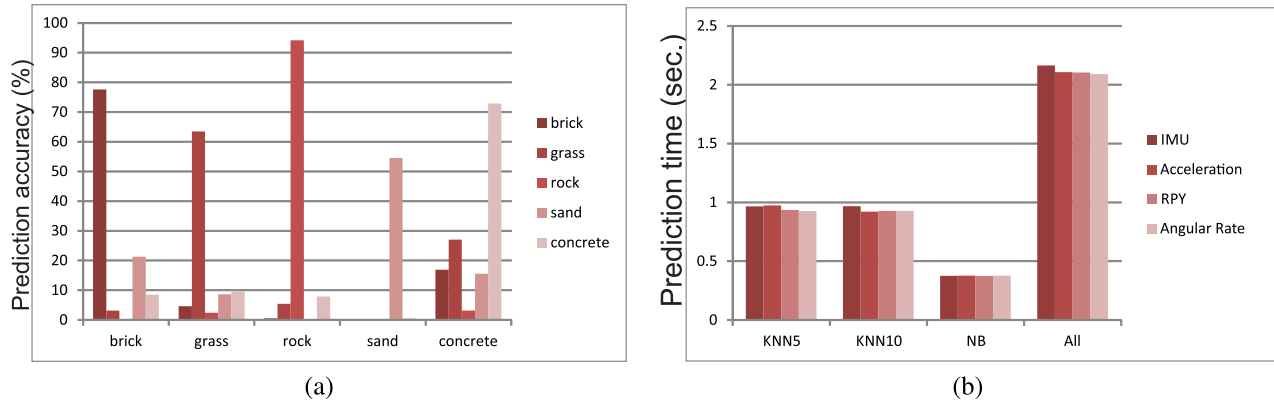 Prediction accuracy (%)
100
90
80
70
60
50
40
30
20
10
0
brick grass rock sand concrete
brick
grass
rock
sand
concrete
(a)
Prediction time (sec.)
2.5
2
1.5
1
0.5
0
KNN5 KNN10 NB All
IMU
Acceleration
RPY
Angular Rate
(b)